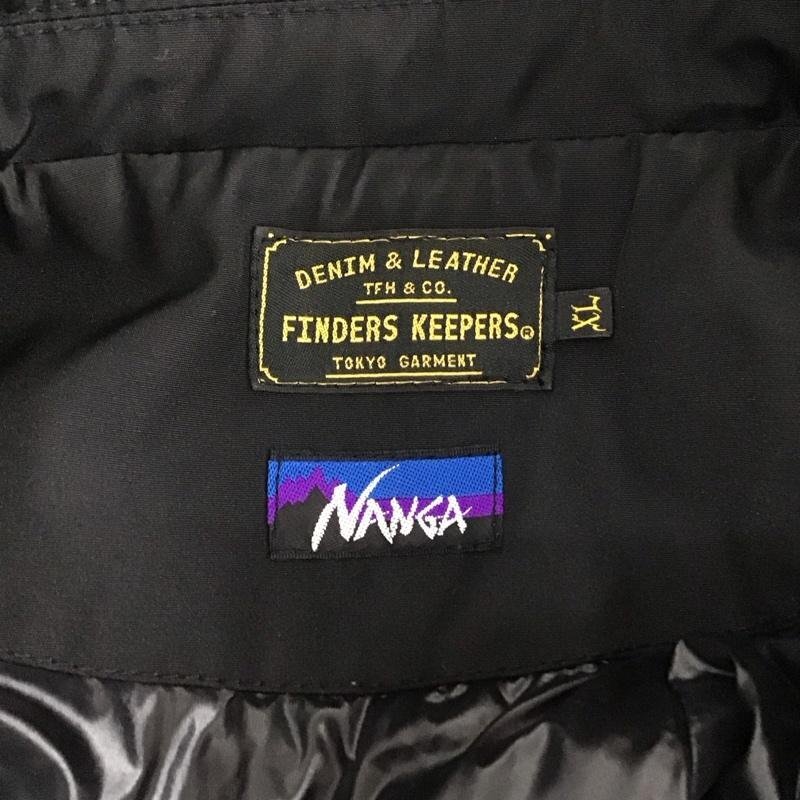 DENIM & LEATHER
TFH & CO.
FINDERS KEEPERS®
TOKYO GARMENT
XL
NANGA